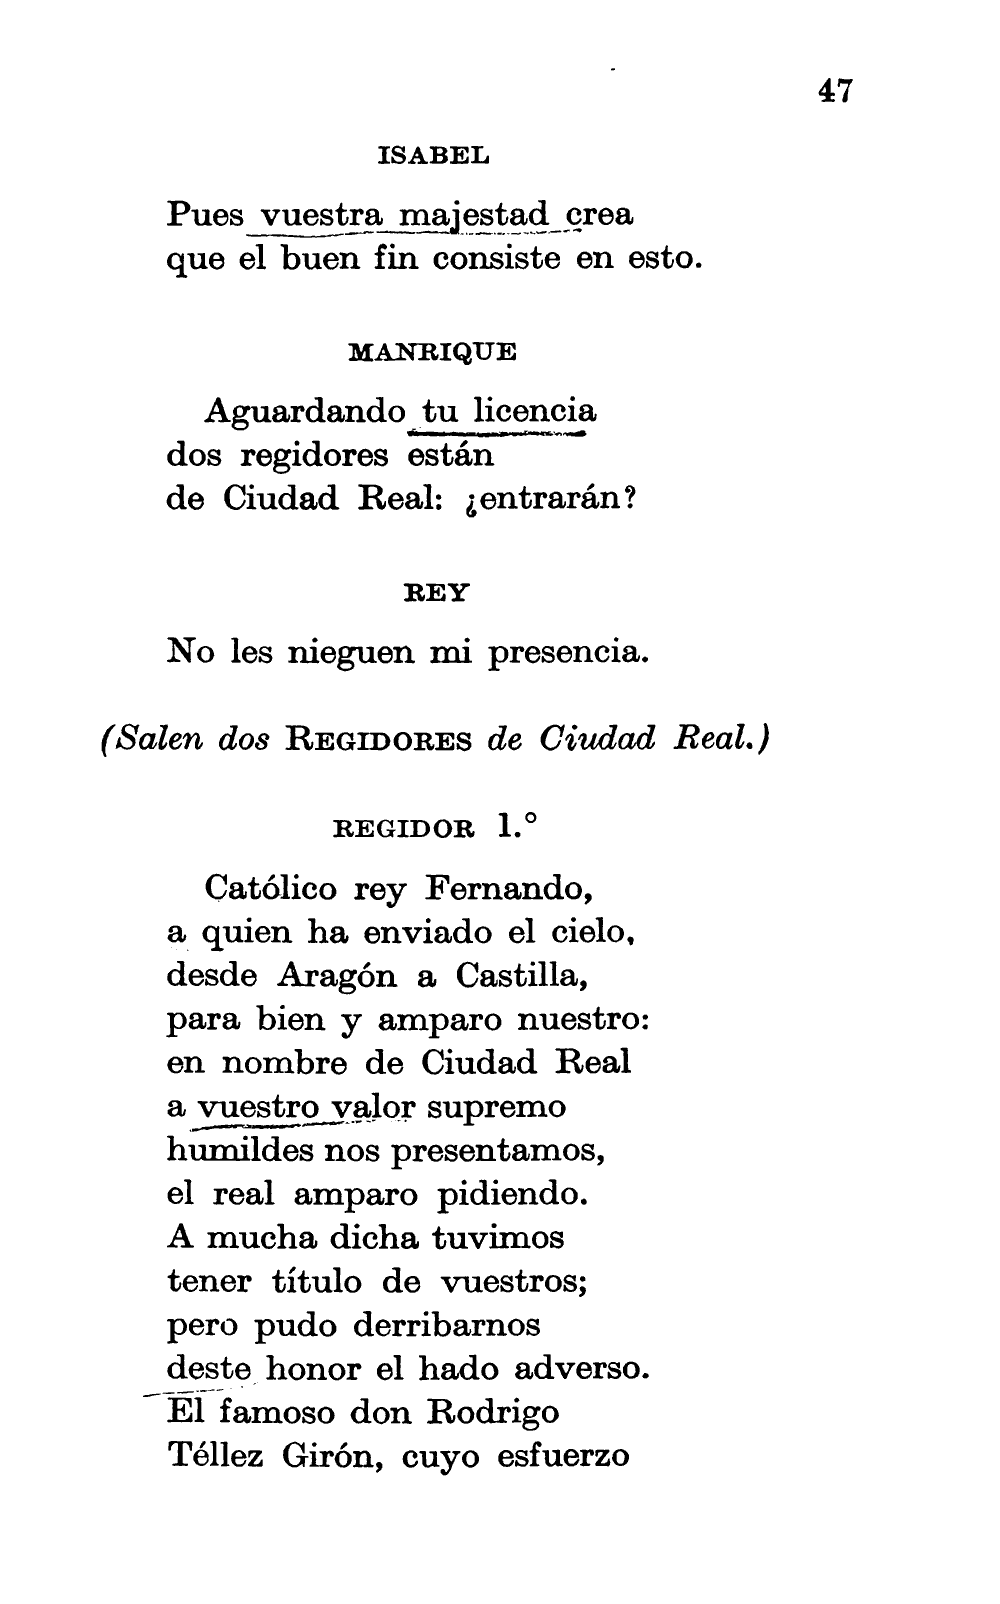 47
ISABEL
Pues vuestra majestad crea
que el buen fin consiste en esto.
MANRIQUE
Aguardando tu licencia
dos regidores están
de Ciudad Real: ¿entrarán?
REY
No les nieguen mi presencia.
(Salen dos REGIDORES de Ciudad Real.)
REGIDOR 1.°
Católico rey Fernando,
a quien ha enviado el cielo,
desde Aragón a Castilla,
para bien y amparo nuestro:
en nombre de Ciudad Real
a vuestro valor supremo
humildes nos presentamos,
el real amparo pidiendo.
A mucha dicha tuvimos
tener título de vuestros;
pero pudo derribarnos
deste honor el hado adverso.
El famoso don Rodrigo
Téllez Girón, cuyo esfuerzo